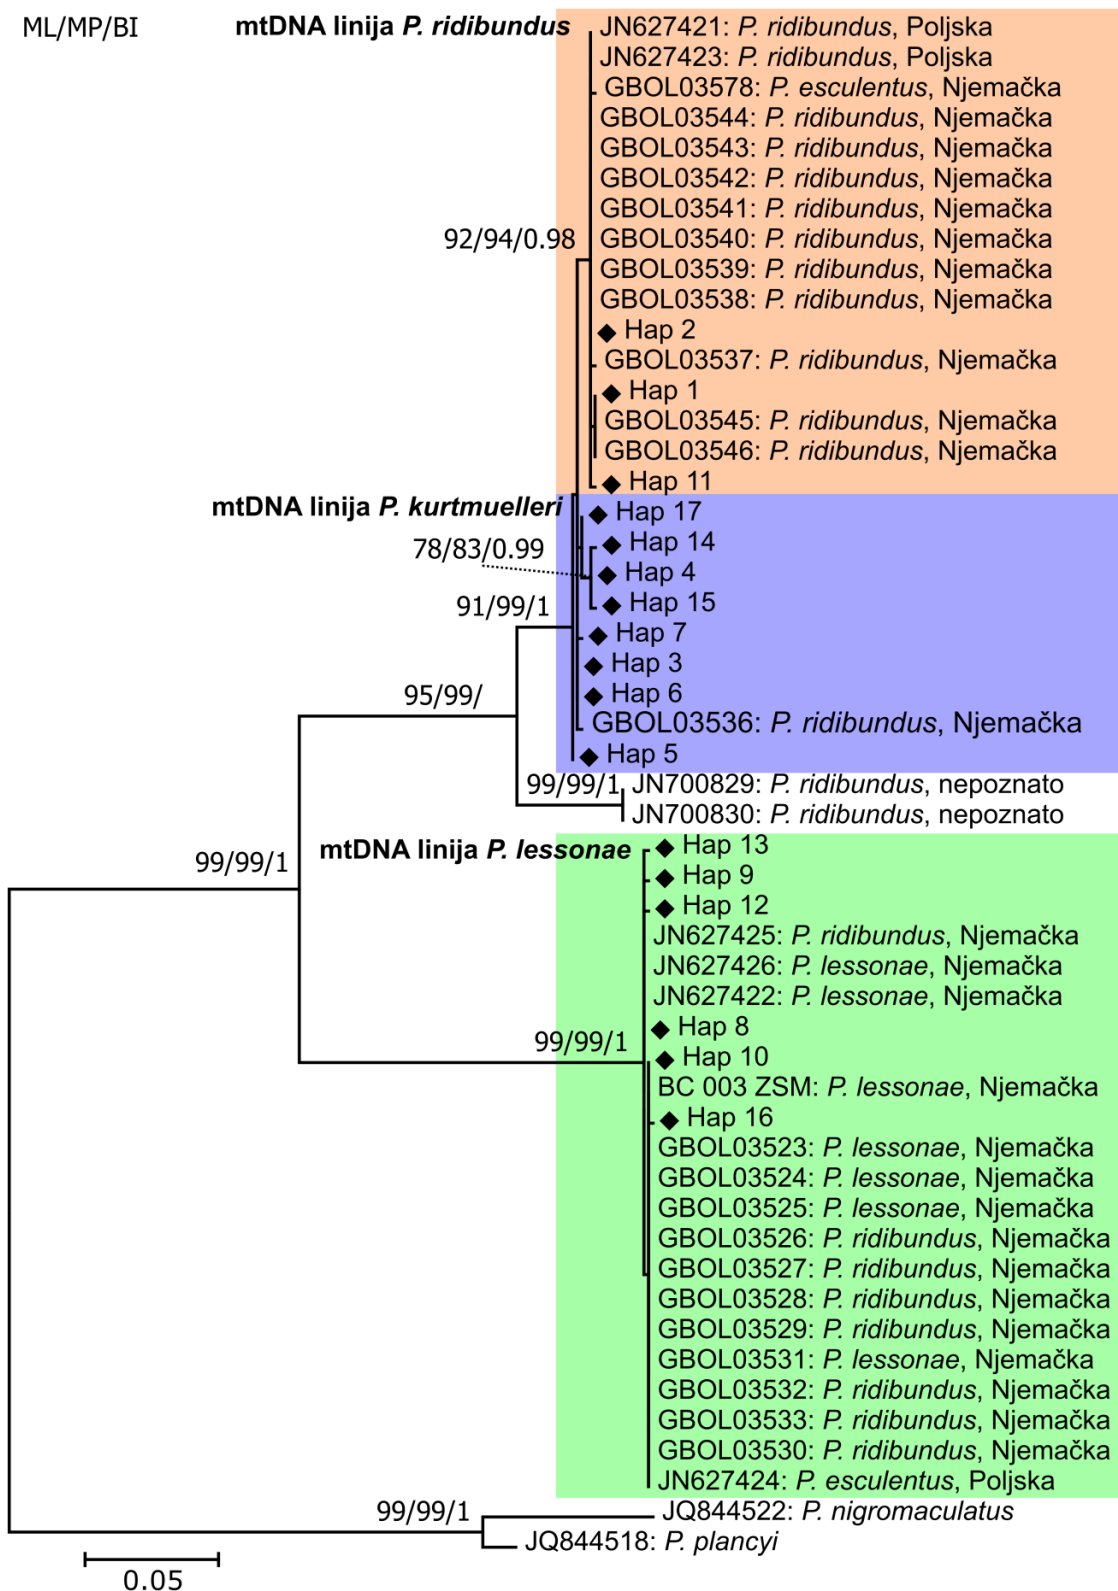 ML/MP/BI
mtDNA linija P. ridibundus
JN627421: P. ridibundus, Poljska
JN627423: P. ridibundus, Poljska
GBOL03578: P. esculentus, Njemačka
GBOL03544: P. ridibundus, Njemačka
GBOL03543: P. ridibundus, Njemačka
GBOL03542: P. ridibundus, Njemačka
GBOL03541: P. ridibundus, Njemačka
92/94/0.98
GBOL03540: P. ridibundus, Njemačka
GBOL03539: P. ridibundus, Njemačka
GBOL03538: P. ridibundus, Njemačka
Hap 2
GBOL03537: P. ridibundus, Njemačka
Hap 1
GBOL03545: P. ridibundus, Njemačka
GBOL03546: P. ridibundus, Njemačka
Hap 11
mtDNA linija P. kurtmuelleri
Hap 17
Hap 14
78/83/0.99
Hap 4
Hap 15
91/99/1
Hap 7
Hap 3
Hap 6
95/99/
GBOL03536: P. ridibundus, Njemačka
Hap 5
99/99/1
JN700829: P. ridibundus, nepoznato
JN700830: P. ridibundus, nepoznato
mtDNA linija P. lessonae
Hap 13
99/99/1
Hap 9
Hap 12
JN627425: P. ridibundus, Njemačka
JN627426: P. lessonae, Njemačka
JN627422: P. lessonae, Njemačka
Hap 8
99/99/1
Hap 10
BC 003 ZSM: P. lessonae, Njemačka
Hap 16
GBOL03523: P. lessonae, Njemačka
GBOL03524: P. lessonae, Njemačka
GBOL03525: P. lessonae, Njemačka
GBOL03526: P. ridibundus, Njemačka
GBOL03527: P. ridibundus, Njemačka
GBOL03528: P. ridibundus, Njemačka
GBOL03529: P. ridibundus, Njemačka
GBOL03531: P. lessonae, Njemačka
GBOL03532: P. ridibundus, Njemačka
GBOL03533: P. ridibundus, Njemačka
GBOL03530: P. ridibundus, Njemačka
JN627424: P. esculentus, Poljska
99/99/1
JQ844522: P. nigromaculatus
JQ844518: P. plancyi
0.05